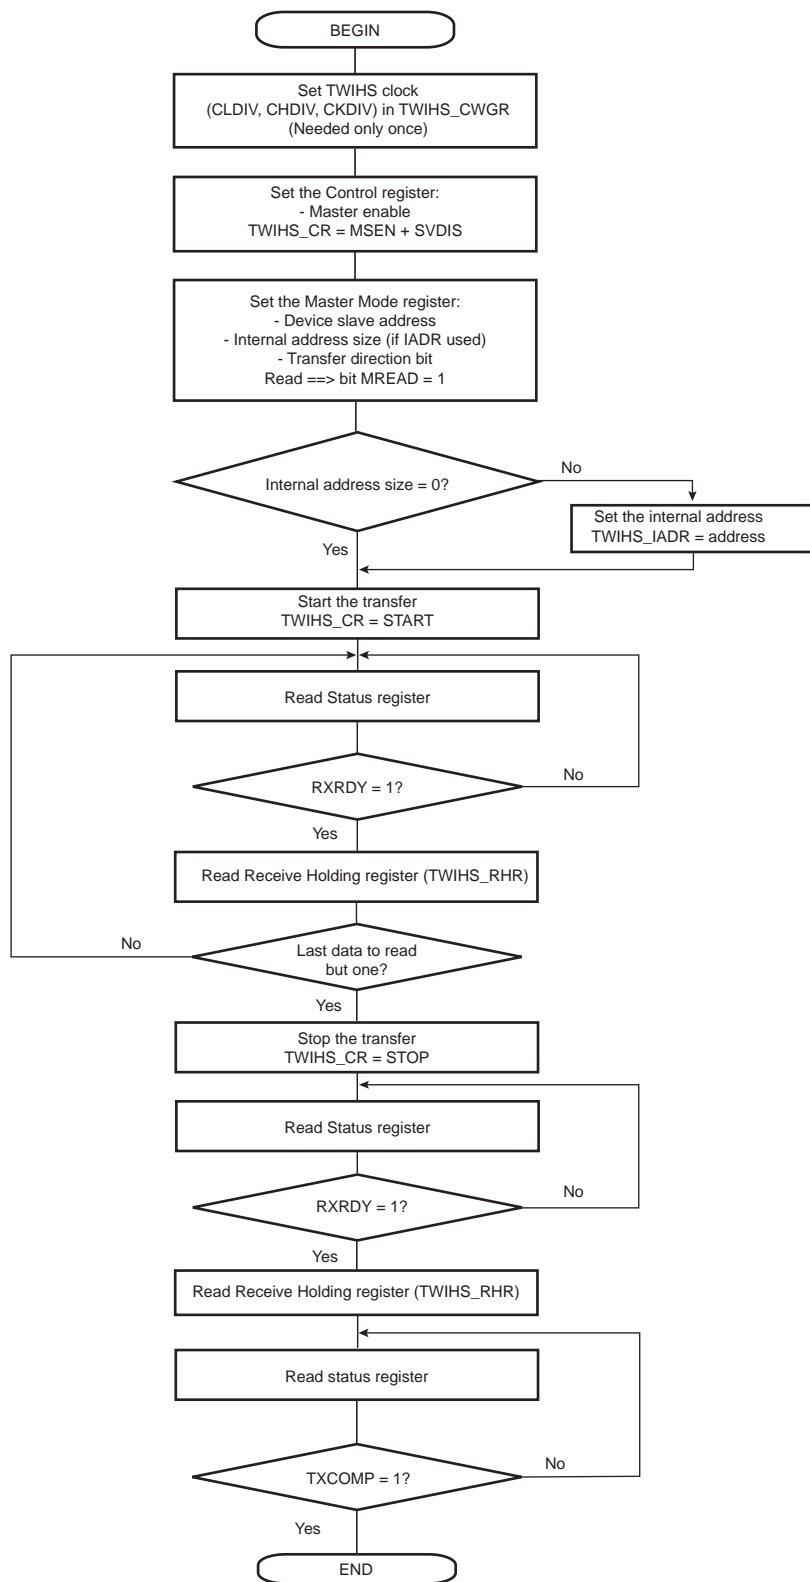 BEGIN
Set TWIHS clock
(CLDIV, CHDIV, CKDIV) in TWIHS_CWGR
(Needed only once)
Set the Control register:
- Master enable
TWIHS_CR = MSEN + SVDIS
Set the Master Mode register:
- Device slave address
- Internal address size (if IADR used)
- Transfer direction bit
Read ==> bit MREAD = 1
Internal address size = 0?
No
Set the internal address
TWIHS_IADR = address
Yes
Start the transfer
TWIHS_CR = START
Read Status register
RXRDY = 1?
No
Yes
Read Receive Holding register (TWIHS_RHR)
No
Last data to read
but one?
Yes
Stop the transfer
TWIHS_CR = STOP
Read Status register
RXRDY = 1?
No
Yes
Read Receive Holding register (TWIHS_RHR)
Read status register
TXCOMP = 1?
No
Yes
END